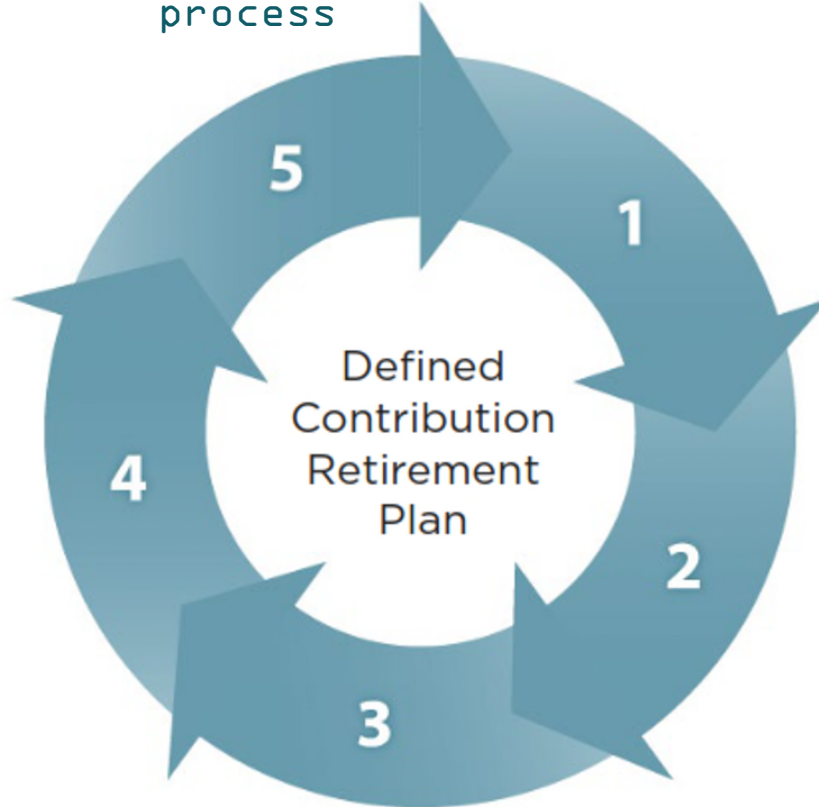 process
5
1
Defined
Contribution
Retirement
Plan
4
2
3